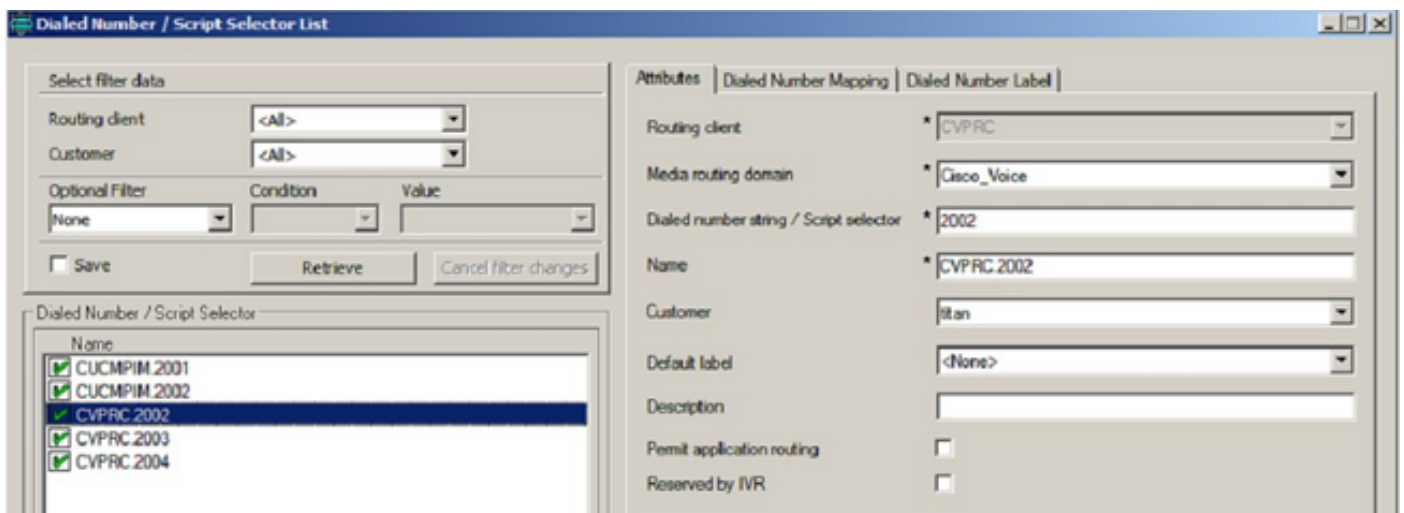 Dialed Number / Script Selector List
Select filter data
Routing client <All>
Customer <All>
Optional Filter Condition Value
None
Save Retrieve Cancel filter changes
Dialed Number / Script Selector
Name
CUCMPIM.2001
CUCMPIM.2002
CVPRC.2002
CVPRC.2003
CVPRC.2004
Attributes Dialed Number Mapping Dialed Number Label
Routing client * CVPRC
Media routing domain * Cisco_Voice
Dialed number string / Script selector * 2002
Name * CVPRC.2002
Customer titan
Default label <None>
Description
Permit application routing
Reserved by IVR